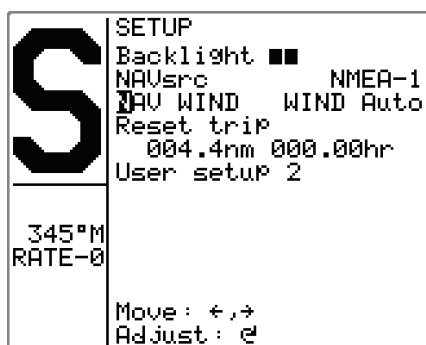 S
345°M
RATE-0
SETUP
Backlight ■■
NAVsrc NMEA-1
NAV WIND WIND Auto
Reset trip
004.4nm 000.00hr
User setup 2
Move: ←,→
Adjust: ↻